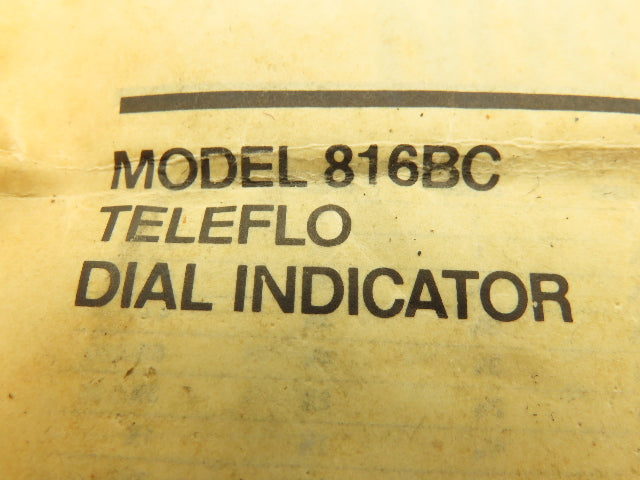 MODEL 816BC
TELEFLO
DIAL INDICATOR